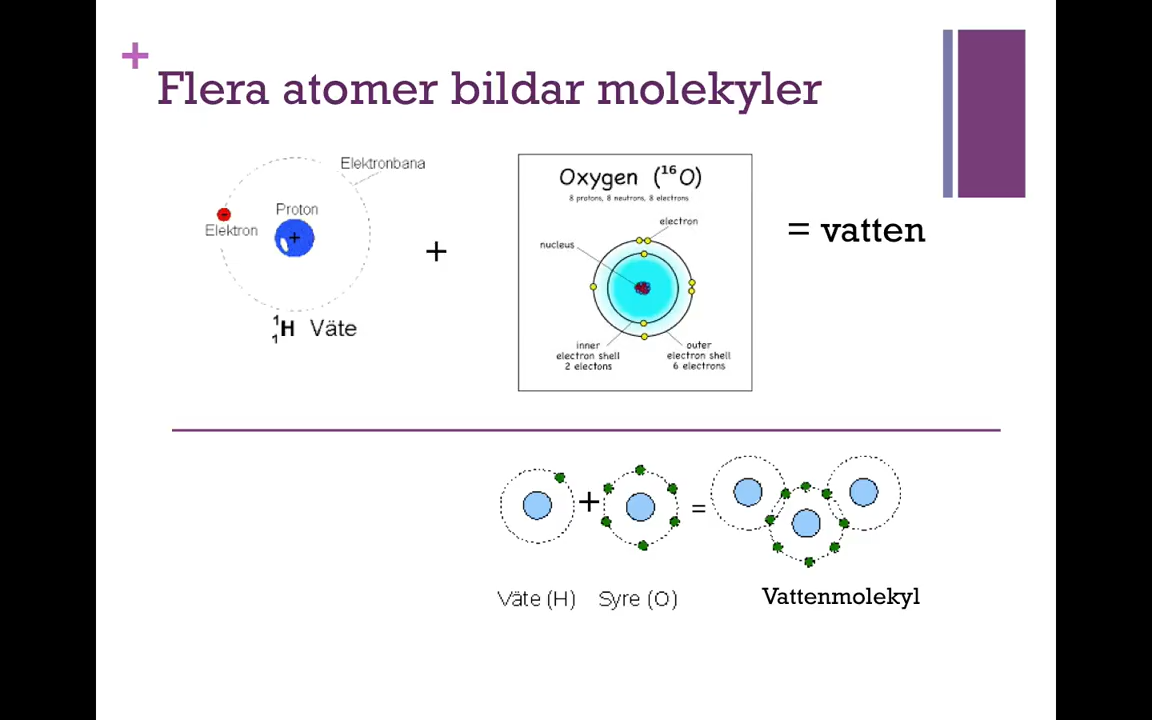 +
Flera atomer bildar molekyler
Elektronbana
Proton
+
Elektron
1
1H Väte
+
Oxygen (16O)
8 protons, 8 neutrons, 8 electrons
electron
nucleus
inner
electron shell
2 electons
outer
electron shell
6 electrons
= vatten
+
=
Väte (H)
Syre (O)
Vattenmolekyl